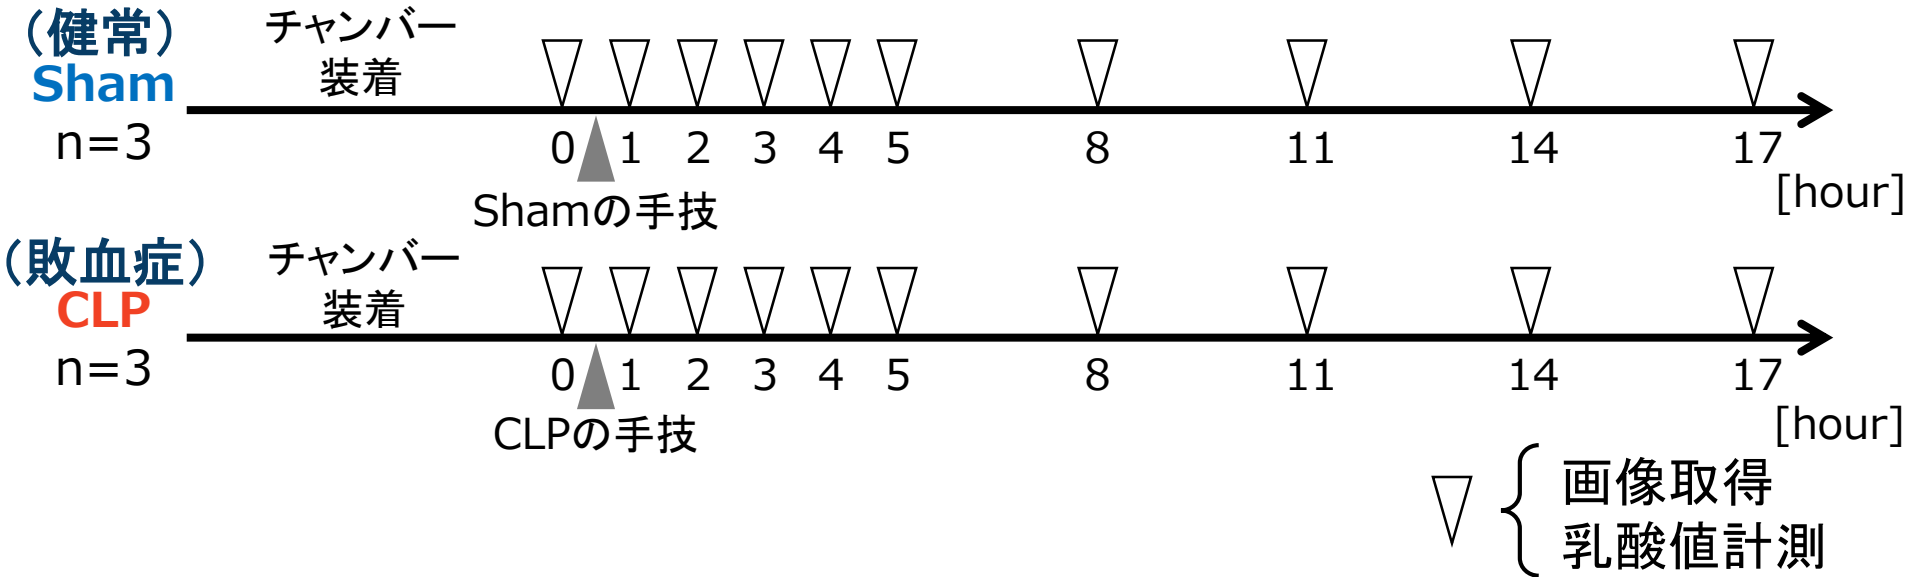 （健常）
Sham
n=3
チャンバー
装着
0 1 2 3 4 5 8 11 14 17
[hour]
Shamの手技
（敗血症）
CLP
n=3
チャンバー
装着
0 1 2 3 4 5 8 11 14 17
[hour]
CLPの手技
画像取得
乳酸値計測